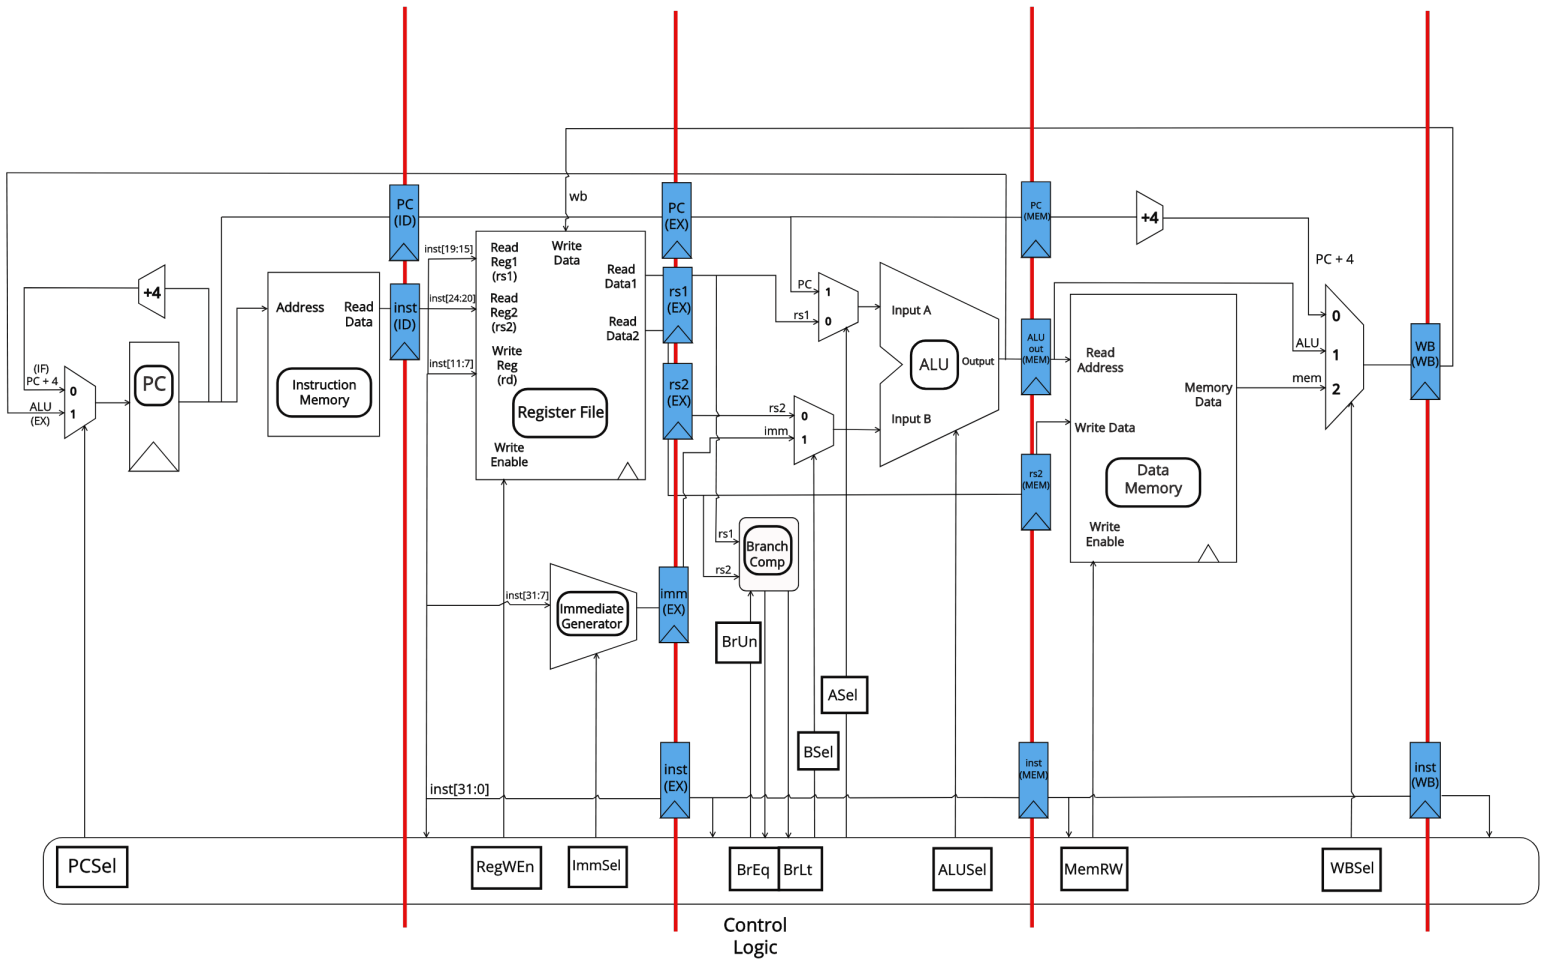 wb
PC
(ID)
PC
(EX)
PC
(MEM)
+4
inst[19:15]
Read
Reg1
(rs1)
Write
Data
Read
Data1
PC + 4
+4
Address
Read
Data
inst
(ID)
inst[24:20]
Read
Reg2
(rs2)
Read
Data2
rs1
(EX)
PC
1
rs1
0
Input A
ALU
Output
ALU
out
(MEM)
Read
Address
0
ALU
1
mem
2
WB
(WB)
(IF)
PC + 4
0
ALU
1
(EX)
PC
Instruction
Memory
inst[11:7]
Write
Reg
(rd)
Register File
Write
Enable
rs2
(EX)
rs2
0
imm
1
Input B
Memory
Data
Write Data
rs2
(MEM)
Data
Memory
Write
Enable
rs1
rs2
Branch
Comp
inst[31:7]
Immediate
Generator
imm
(EX)
BrUn
ASel
BSel
inst[31:0]
inst
(EX)
inst
(MEM)
inst
(WB)
PCSel
RegWEn
ImmSel
BrEq
BrLt
ALUSel
MemRW
WBSel
Control
Logic